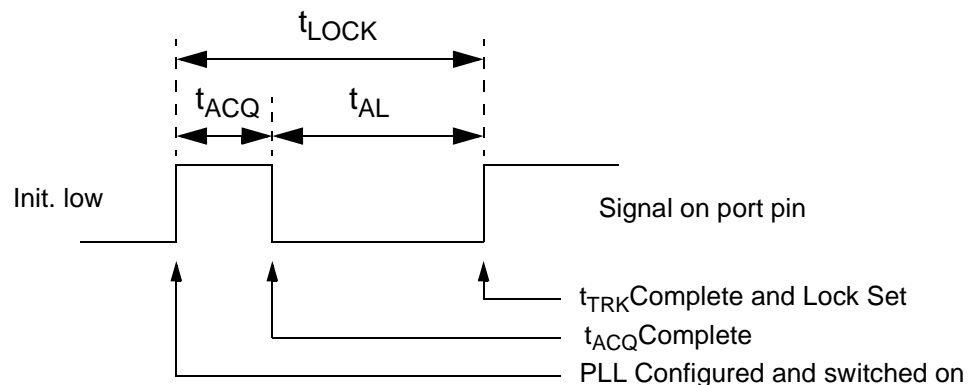 tLOCK
tACQ
tAL
Init. low
Signal on port pin
tTRKComplete and Lock Set
tACQComplete
PLL Configured and switched on